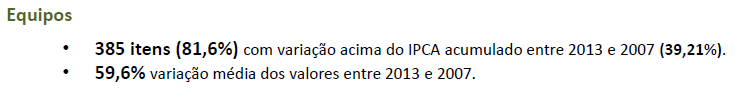 Equipos
• 385 itens (81,6%) com variação acima do IPCA acumulado entre 2013 e 2007 (39,21%).
• 59,6% variação média dos valores entre 2013 e 2007.